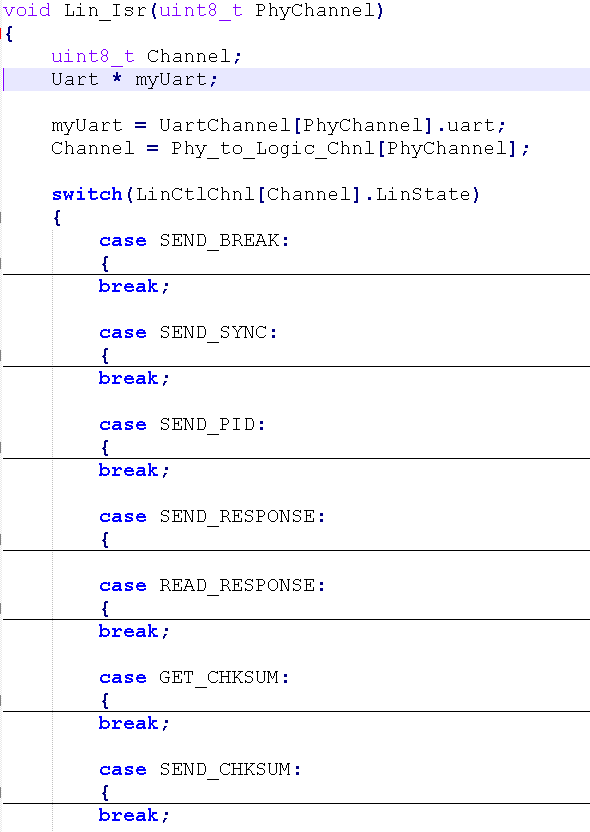 void Lin_Isr(uint8_t PhyChannel)
{
    uint8_t Channel;
    Uart * myUart;

    myUart = UartChannel[PhyChannel].uart;
    Channel = Phy_to_Logic_Chnl[PhyChannel];

    switch(LinCtlChnl[Channel].LinState)
    {
        case SEND_BREAK:
        {
        break;

        case SEND_SYNC:
        {
        break;

        case SEND_PID:
        {
        break;

        case SEND_RESPONSE:
        {

        case READ_RESPONSE:
        {
        break;

        case GET_CHKSUM:
        {
        break;

        case SEND_CHKSUM:
        {
        break;